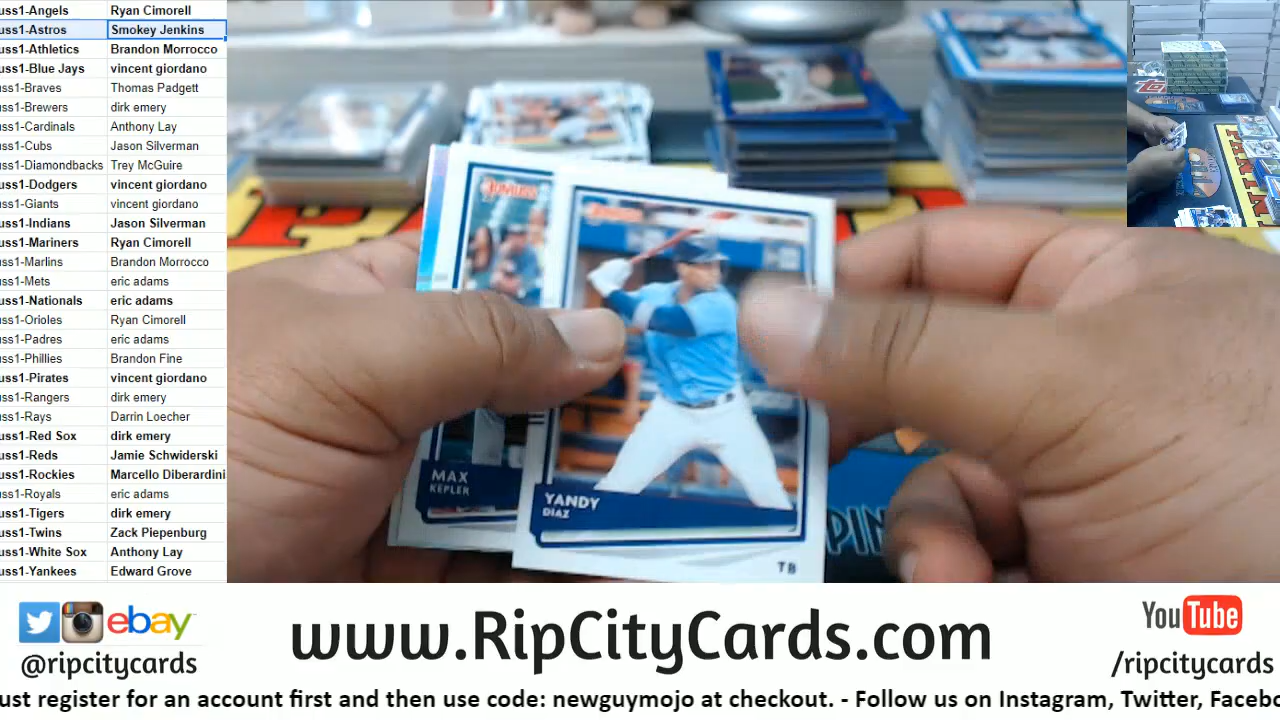 uss1-Angels Ryan Cimorell
uss1-Astros Smokey Jenkins
uss1-Athletics Brandon Morrocco
uss1-Blue Jays vincent giordano
uss1-Braves Thomas Padgett
uss1-Brewers dirk emery
uss1-Cardinals Anthony Lay
uss1-Cubs Jason Silverman
uss1-Diamondbacks Trey McGuire
uss1-Dodgers vincent giordano
uss1-Giants vincent giordano
uss1-Indians Jason Silverman
uss1-Mariners Ryan Cimorell
uss1-Marlins Brandon Morrocco
uss1-Mets eric adams
uss1-Nationals eric adams
uss1-Orioles Ryan Cimorell
uss1-Padres eric adams
uss1-Phillies Brandon Fine
uss1-Pirates vincent giordano
uss1-Rangers dirk emery
uss1-Rays Darrin Loecher
uss1-Red Sox dirk emery
uss1-Reds Jamie Schwiderski
uss1-Rockies Marcello Diberardini
uss1-Royals eric adams
uss1-Tigers dirk emery
uss1-Twins Zack Piepenburg
uss1-White Sox Anthony Lay
uss1-Yankees Edward Grove
Donruss
MAX
KEPLER
YANDY
DIAZ
TB
ebay
@ripcitycards
www.RipCityCards.com
YouTube
/ripcitycards
ust register for an account first and then use code: newguymojo at checkout. - Follow us on Instagram, Twitter, Facebo